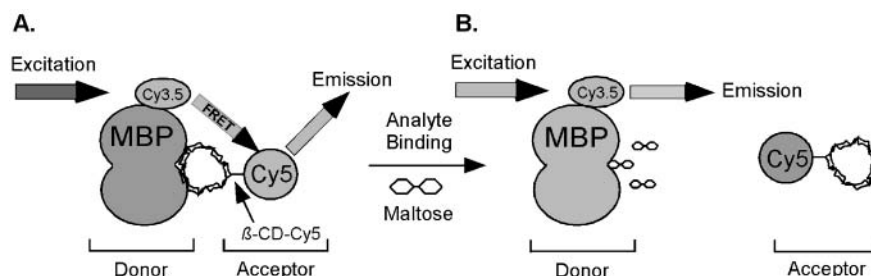 A.
Excitation
Cy3.5
FRET
Emission
MBP
Cy5
ß-CD-Cy5
Donor
Acceptor
Analyte
Binding
Maltose
B.
Excitation
Cy3.5
Emission
MBP
Cy5
Donor
Acceptor